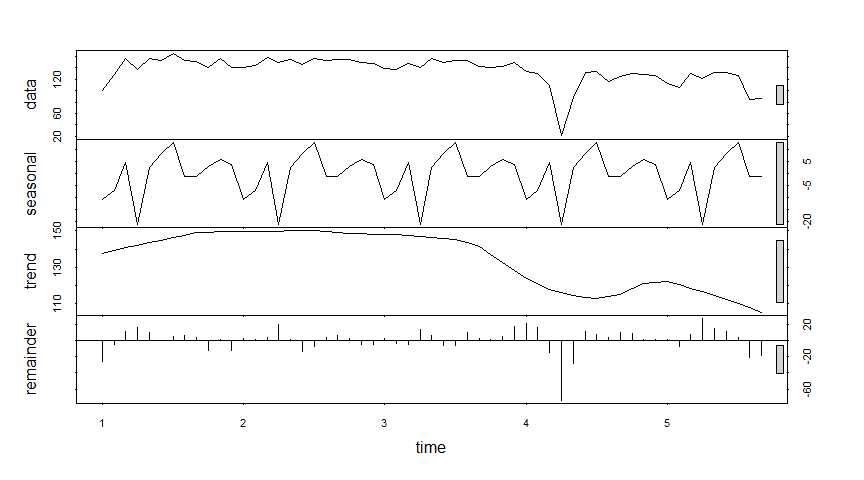 data
20 60 120
seasonal
-20 -5 5
trend
110 130 150
remainder
-60 -20 20
1 2 3 4 5
time